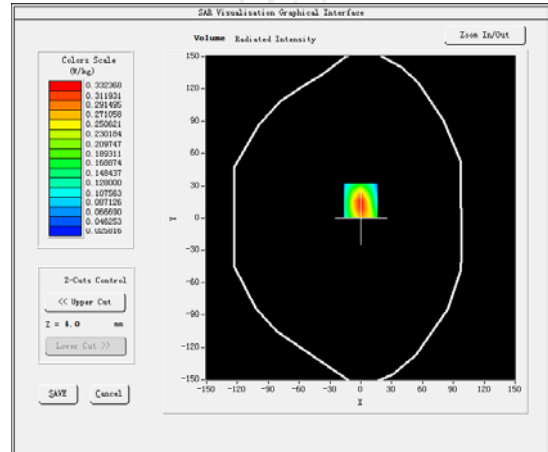 SAR Visualisation Graphical Interface
Volume Radiated Intensity
Zoom In/Out
Colors Scale
(W/kg)
0.332368
0.311931
0.291495
0.271058
0.250621
0.230184
0.209747
0.189311
0.168874
0.148437
0.128000
0.107563
0.087126
0.066690
0.046253
0.025816
Z-Cuts Control
<< Upper Cut
Z = 4.0 mm
Lower Cut >>
SAVE
Cancel
150
120
90
60
30
0
-30
-60
-90
-120
-150
Y
-150 -120 -90 -60 -30 0 30 60 90 120 150
X